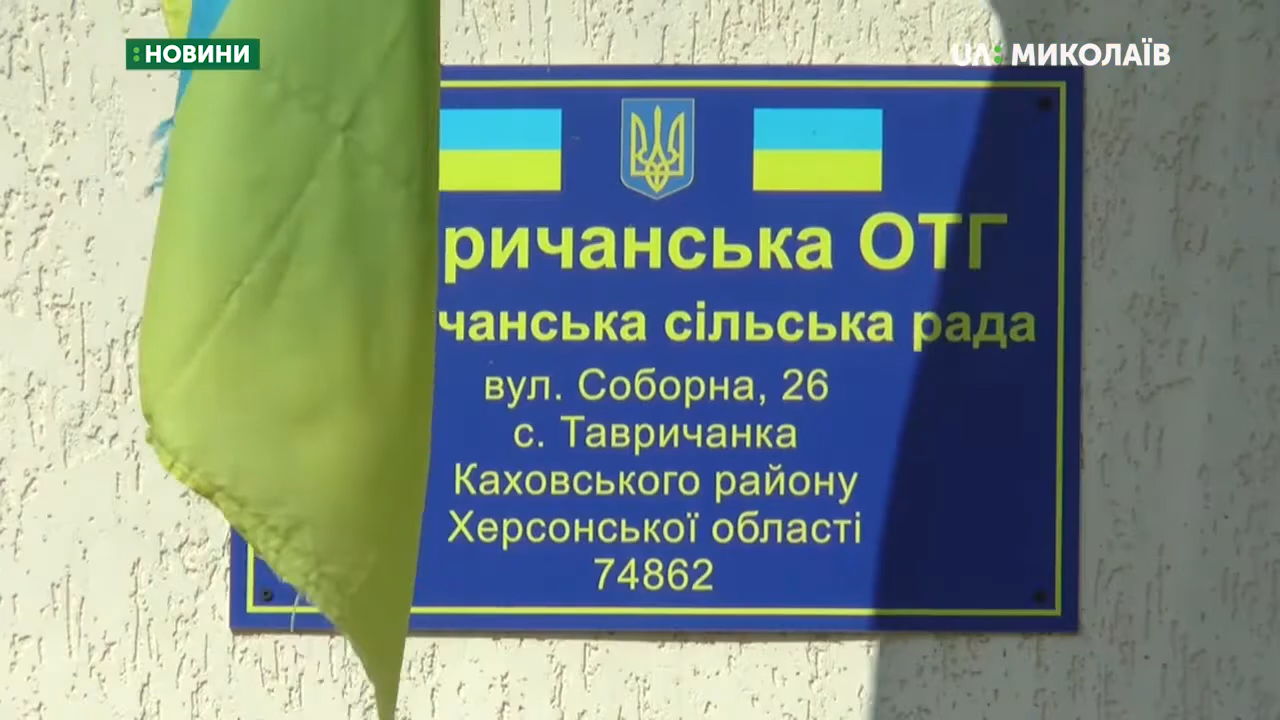 :НОВИНИ
UA: МИКОЛАЇВ
ричанська ОТГ
чанська сільська рада
вул. Соборна, 26
с. Тавричанка
Каховського району
Херсонської області
74862